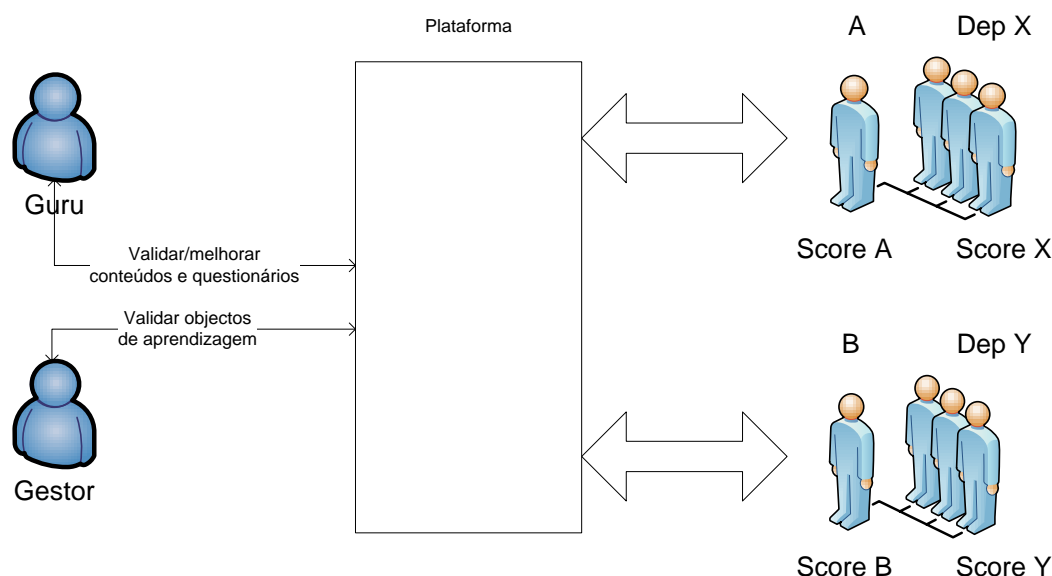 Plataforma
A
Dep X
Guru
Validar/melhorar
conteúdos e questionários
Score A
Score X
Validar objectos
de aprendizagem
B
Dep Y
Gestor
Score B
Score Y